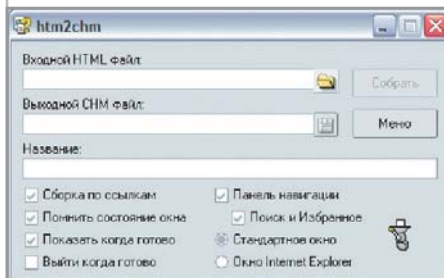 htm2chm
Входной HTML файл:
Собрать
Выходной CHM файл:
Меню
Название:
Сборка по ссылкам
Панель навигации
Помнить состояние окна
Поиск и Избранное
Показать когда готово
Стандартное окно
Выйти когда готово
Окно Internet Explorer